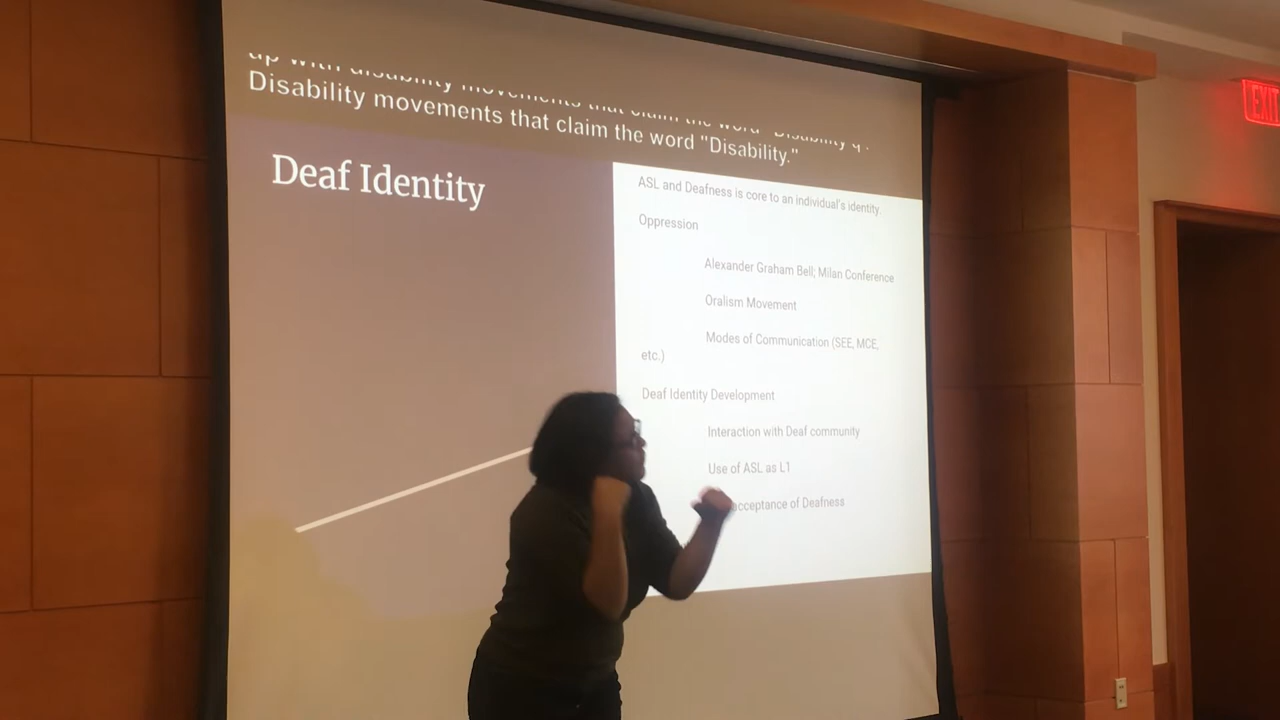 up with disability movements that claim the word "Disability
Disability movements that claim the word "Disability."
Deaf Identity
ASL and Deafness is core to an individual's identity.
Oppression
Alexander Graham Bell; Milan Conference
Oralism Movement
Modes of Communication (SEE, MCE,
etc.)
Deaf Identity Development
Interaction with Deaf community
Use of ASL as L1
acceptance of Deafness
EXIT